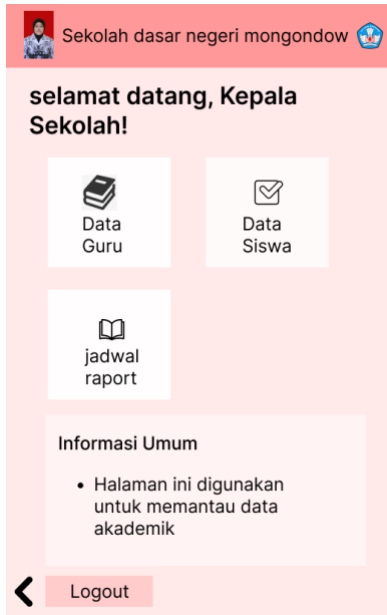 Sekolah dasar negeri mongondow
selamat datang, Kepala
Sekolah!
Data
Guru
Data
Siswa
jadwal
raport
Informasi Umum
• Halaman ini digunakan
untuk memantau data
akademik
Logout